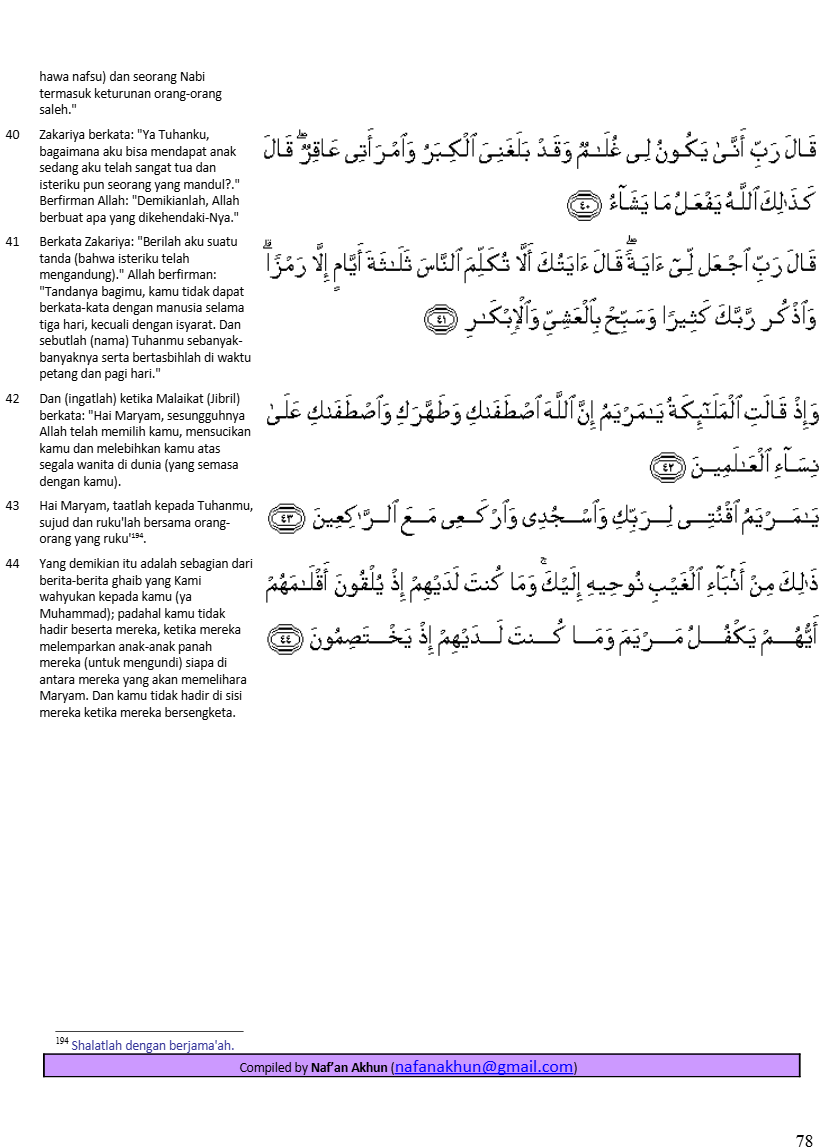 hawa nafsu) dan seorang Nabi
termasuk keturunan orang-orang
saleh."
40 Zakariya berkata: "Ya Tuhanku,
bagaimana aku bisa mendapat anak
sedang aku telah sangat tua dan
isteriku pun seorang yang mandul?."
Berfirman Allah: "Demikianlah, Allah
berbuat apa yang dikehendaki-Nya."
قَالَ رَبِّ أَنَّىٰ يَكُونُ لِى غُلَـٰمٌ وَقَدْ بَلَغَنِىَ ٱلْكِبَرُ وَٱمْرَأَتِى عَاقِرٌ ۖ قَالَ
كَذَٰلِكَ ٱللَّهُ يَفْعَلُ مَا يَشَآءُ ﴿٤٠﴾
41 Berkata Zakariya: "Berilah aku suatu
tanda (bahwa isteriku telah
mengandung)." Allah berfirman:
"Tandanya bagimu, kamu tidak dapat
berkata-kata dengan manusia selama
tiga hari, kecuali dengan isyarat. Dan
sebutlah (nama) Tuhanmu sebanyak-
banyaknya serta bertasbihlah di waktu
petang dan pagi hari."
قَالَ رَبِّ ٱجْعَل لِّىٓ ءَايَةً ۖ قَالَ ءَايَتُكَ أَلَّا تُكَلِّمَ ٱلنَّاسَ ثَلَـٰثَةَ أَيَّامٍ إِلَّا رَمْزًا ۗ
وَٱذْكُر رَّبَّكَ كَثِيرًا وَسَبِّحْ بِٱلْعَشِىِّ وَٱلْإِبْكَـٰرِ ﴿٤١﴾
42 Dan (ingatlah) ketika Malaikat (Jibril)
berkata: "Hai Maryam, sesungguhnya
Allah telah memilih kamu, mensucikan
kamu dan melebihkan kamu atas
segala wanita di dunia (yang semasa
dengan kamu).
وَإِذْ قَالَتِ ٱلْمَلَـٰٓئِكَةُ يَـٰمَرْيَمُ إِنَّ ٱللَّهَ ٱصْطَفَىٰكِ وَطَهَّرَكِ وَٱصْطَفَىٰكِ عَلَىٰ
نِسَآءِ ٱلْعَـٰلَمِينَ ﴿٤٢﴾
43 Hai Maryam, taatlah kepada Tuhanmu,
sujud dan ruku'lah bersama orang-
orang yang ruku'194.
يَـٰمَرْيَمُ ٱقْنُتِى لِرَبِّكِ وَٱسْجُدِى وَٱرْكَعِى مَعَ ٱلرَّٰكِعِينَ ﴿٤٣﴾
44 Yang demikian itu adalah sebagian dari
berita-berita ghaib yang Kami
wahyukan kepada kamu (ya
Muhammad); padahal kamu tidak
hadir beserta mereka, ketika mereka
melemparkan anak-anak panah
mereka (untuk mengundi) siapa di
antara mereka yang akan memelihara
Maryam. Dan kamu tidak hadir di sisi
mereka ketika mereka bersengketa.
ذَٰلِكَ مِنْ أَنۢبَآءِ ٱلْغَيْبِ نُوحِيهِ إِلَيْكَ ۚ وَمَا كُنتَ لَدَيْهِمْ إِذْ يُلْقُونَ أَقْلَـٰمَهُمْ
أَيُّهُمْ يَكْفُلُ مَرْيَمَ وَمَا كُنتَ لَدَيْهِمْ إِذْ يَخْتَصِمُونَ ﴿٤٤﴾
194 Shalatlah dengan berjama'ah.
Compiled by Naf'an Akhun (nafanakhun@gmail.com)
78